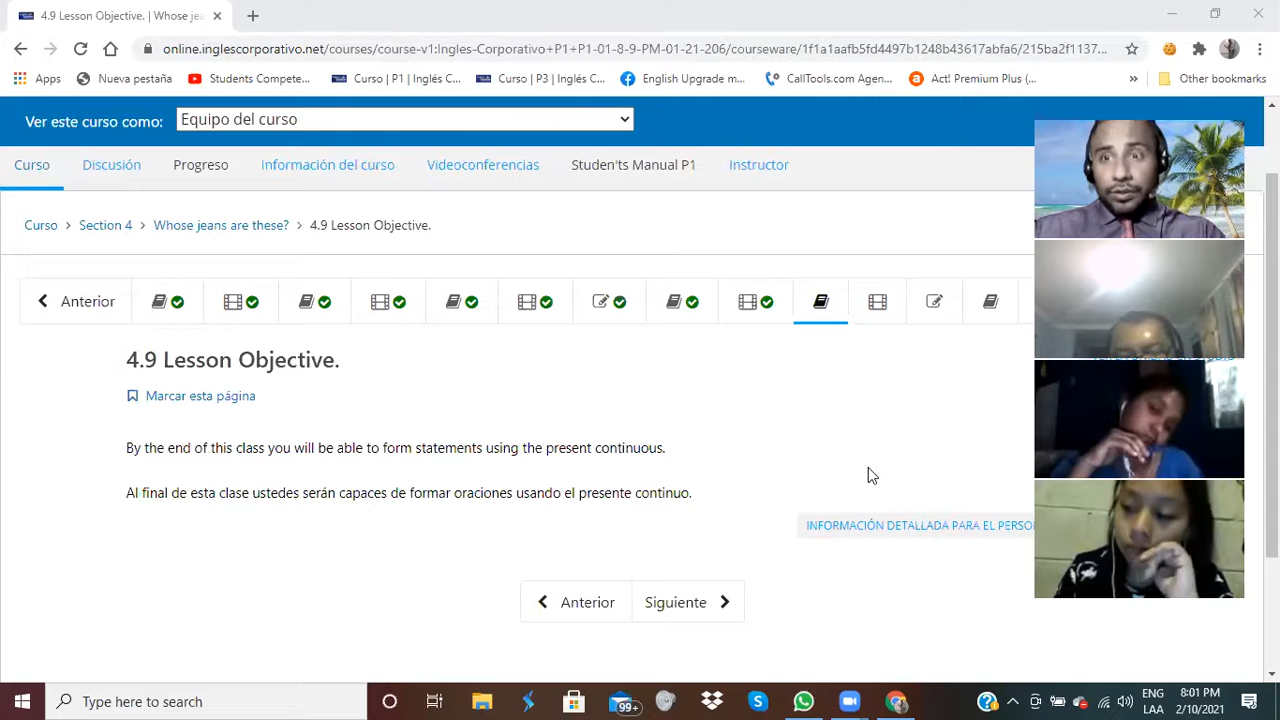 4.9 Lesson Objective. | Whose jea
online.inglescorporativo.net/courses/course-v1:Ingles-Corporativo+P1+P1-01-8-9-PM-01-21-206/courseware/1f1a1aafb5fd4497b1248b43617abfa6/215ba2f1137...
Apps Nueva pestaña Students Compete... Curso | P1 | Inglés C... Curso | P3 | Inglés C... English Upgrade m... CallTools.com Agen... Act! Premium Plus (... » Other bookmarks
Ver este curso como: Equipo del curso
Curso Discusión Progreso Información del curso Videoconferencias Studen'ts Manual P1 Instructor
Curso > Section 4 > Whose jeans are these? > 4.9 Lesson Objective.
Anterior
4.9 Lesson Objective.
Marcar esta página
By the end of this class you will be able to form statements using the present continuous.
Al final de esta clase ustedes serán capaces de formar oraciones usando el presente continuo.
INFORMACIÓN DETALLADA PARA EL PERSO
Anterior Siguiente
Type here to search 99+ ENG 8:01 PM
LAA 2/10/2021